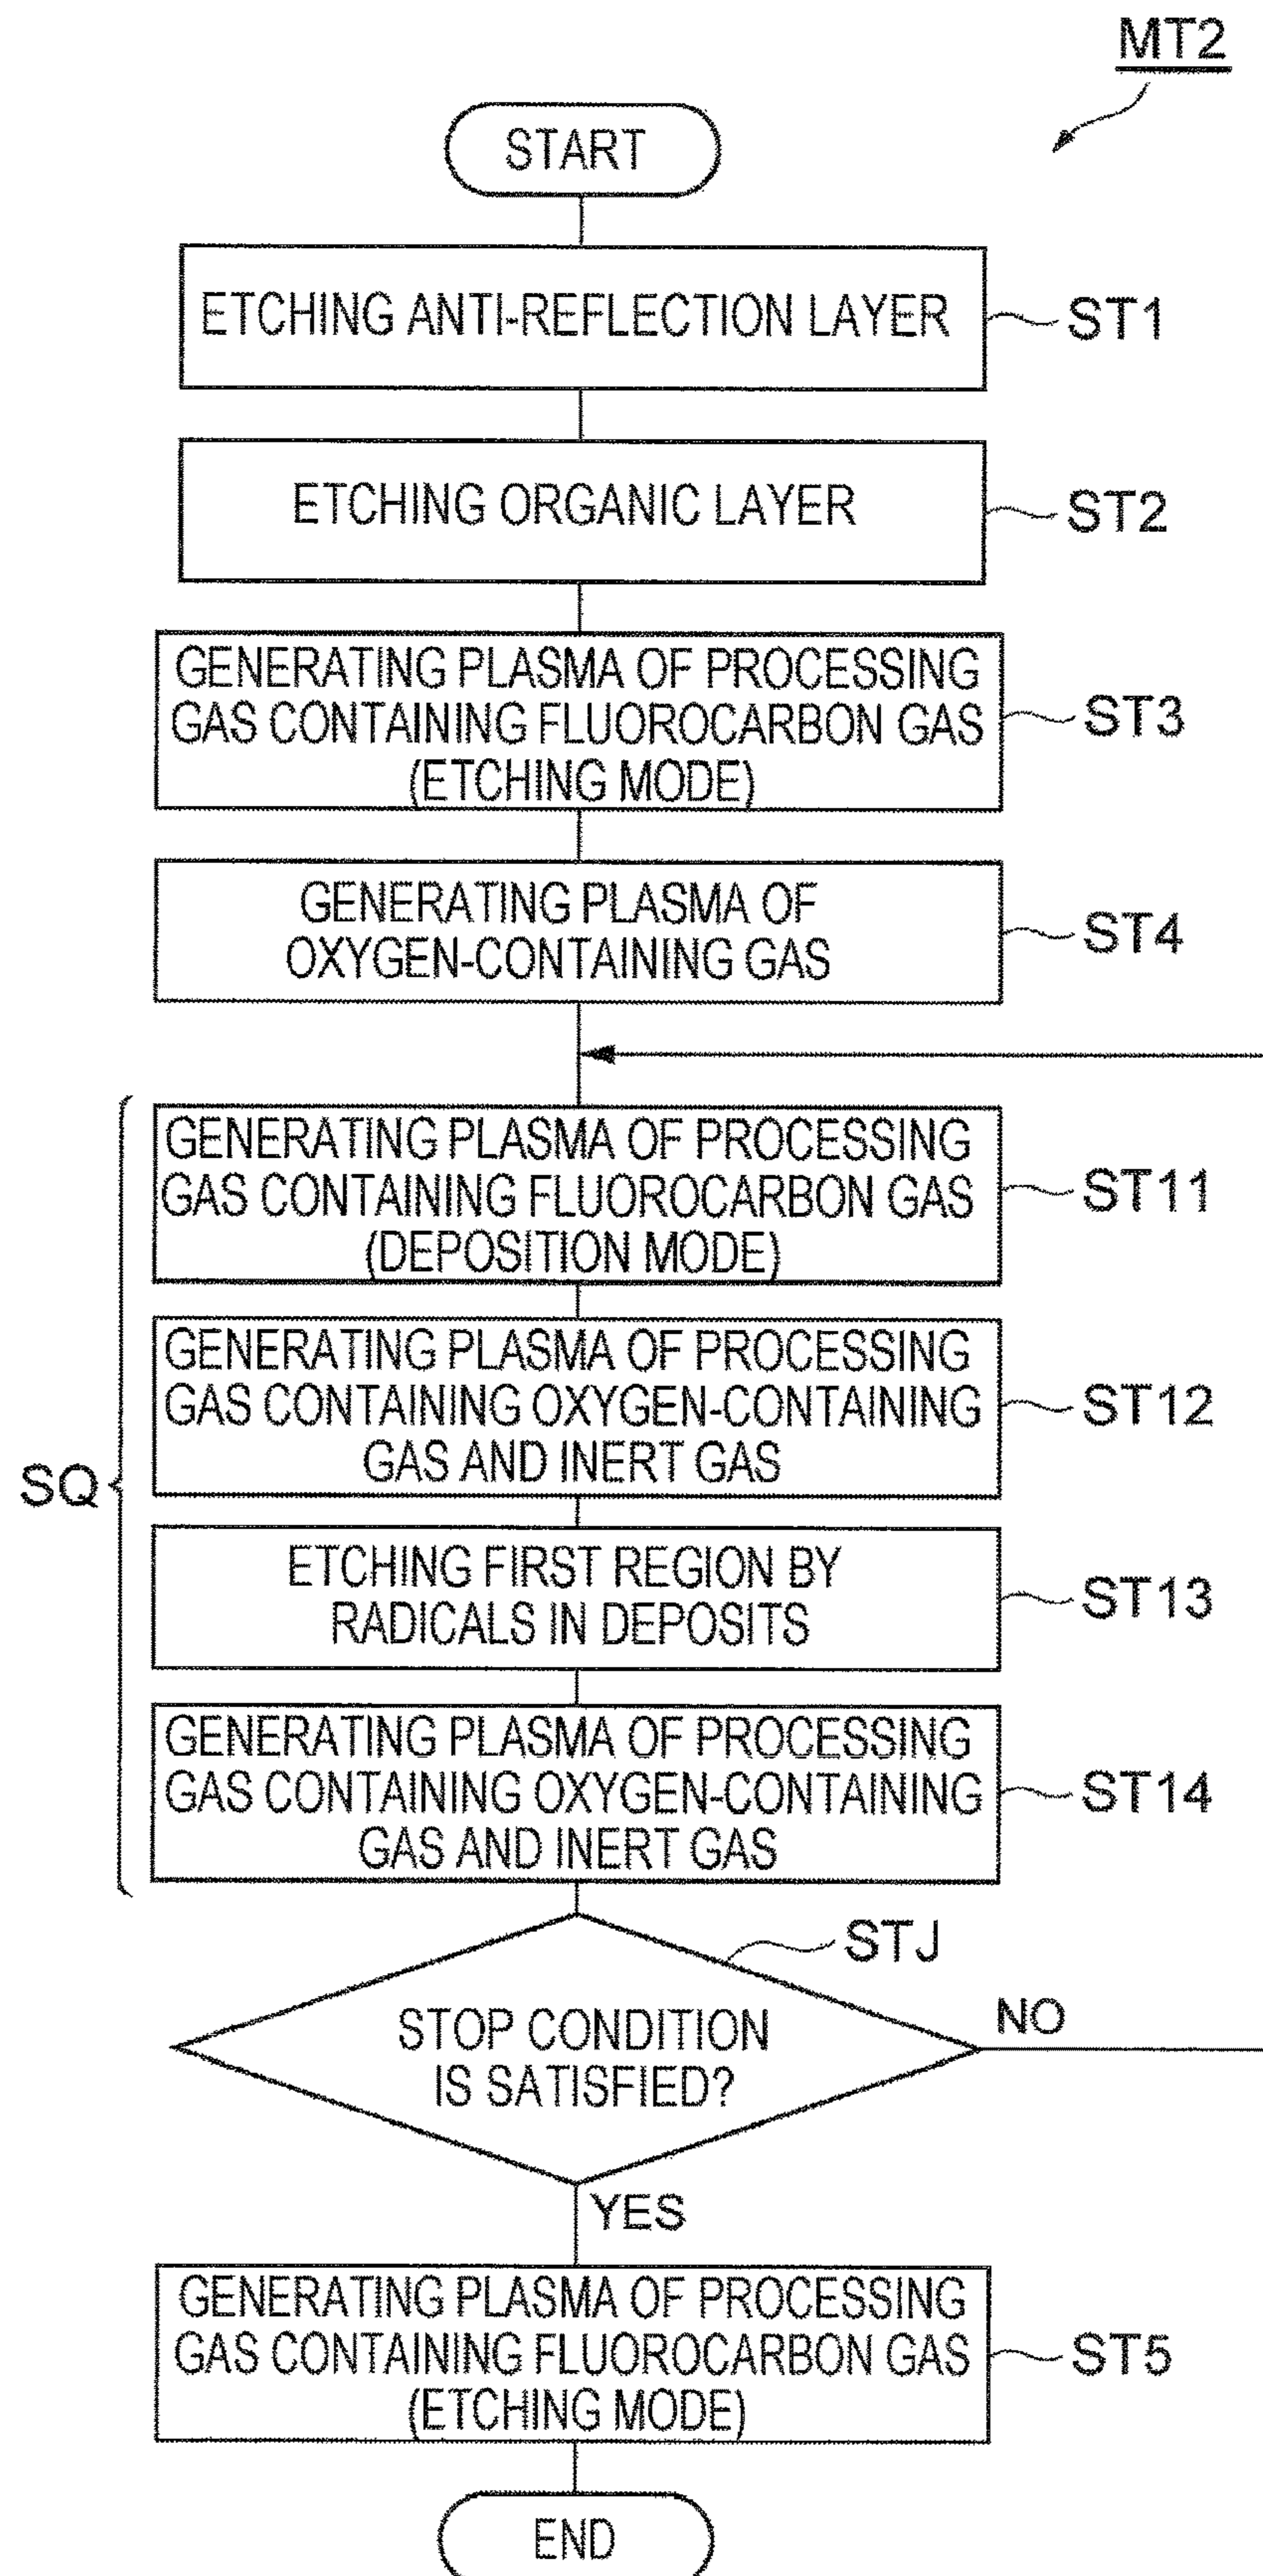 MT2
START
ETCHING ANTI-REFLECTION LAYER
ST1
ETCHING ORGANIC LAYER
ST2
GENERATING PLASMA OF PROCESSING
GAS CONTAINING FLUOROCARBON GAS
(ETCHING MODE)
ST3
GENERATING PLASMA OF
OXYGEN-CONTAINING GAS
ST4
SQ
GENERATING PLASMA OF PROCESSING
GAS CONTAINING FLUOROCARBON GAS
(DEPOSITION MODE)
ST11
GENERATING PLASMA OF PROCESSING
GAS CONTAINING OXYGEN-CONTAINING
GAS AND INERT GAS
ST12
ETCHING FIRST REGION BY
RADICALS IN DEPOSITS
ST13
GENERATING PLASMA OF PROCESSING
GAS CONTAINING OXYGEN-CONTAINING
GAS AND INERT GAS
ST14
STJ
STOP CONDITION
IS SATISFIED?
NO
YES
GENERATING PLASMA OF PROCESSING
GAS CONTAINING FLUOROCARBON GAS
(ETCHING MODE)
ST5
END